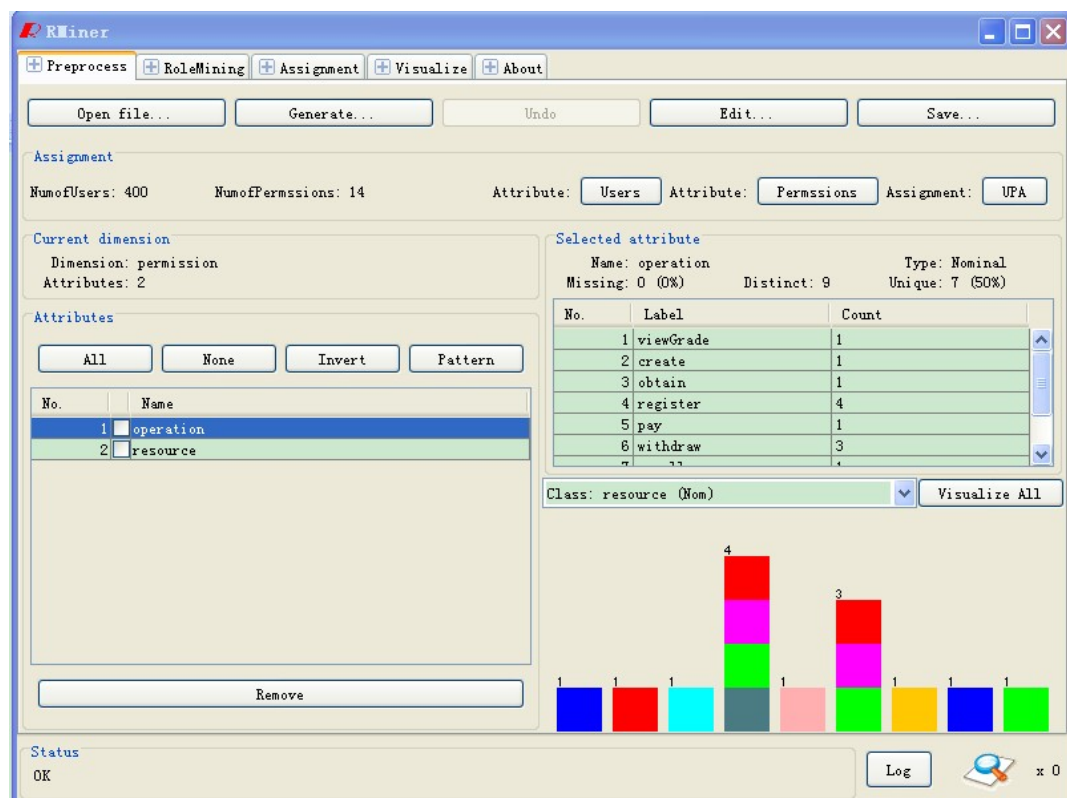 RMiner
Preprocess RoleMining Assignment Visualize About
Open file... Generate... Undo Edit... Save...
Assignment
NumofUsers: 400 NumofPermssions: 14 Attribute: Users Attribute: Permssions Assignment: UPA
Current dimension
Dimension: permission
Attributes: 2
Selected attribute
Name: operation Type: Nominal
Missing: 0 (0%) Distinct: 9 Unique: 7 (50%)
Attributes
All None Invert Pattern
No. Name
1 operation
2 resource
Remove
No. Label Count
1 viewGrade 1
2 create 1
3 obtain 1
4 register 4
5 pay 1
6 withdraw 3
Class: resource (Nom) Visualize All
1 1 1 4 1 3 1 1 1
Status
OK
Log x 0